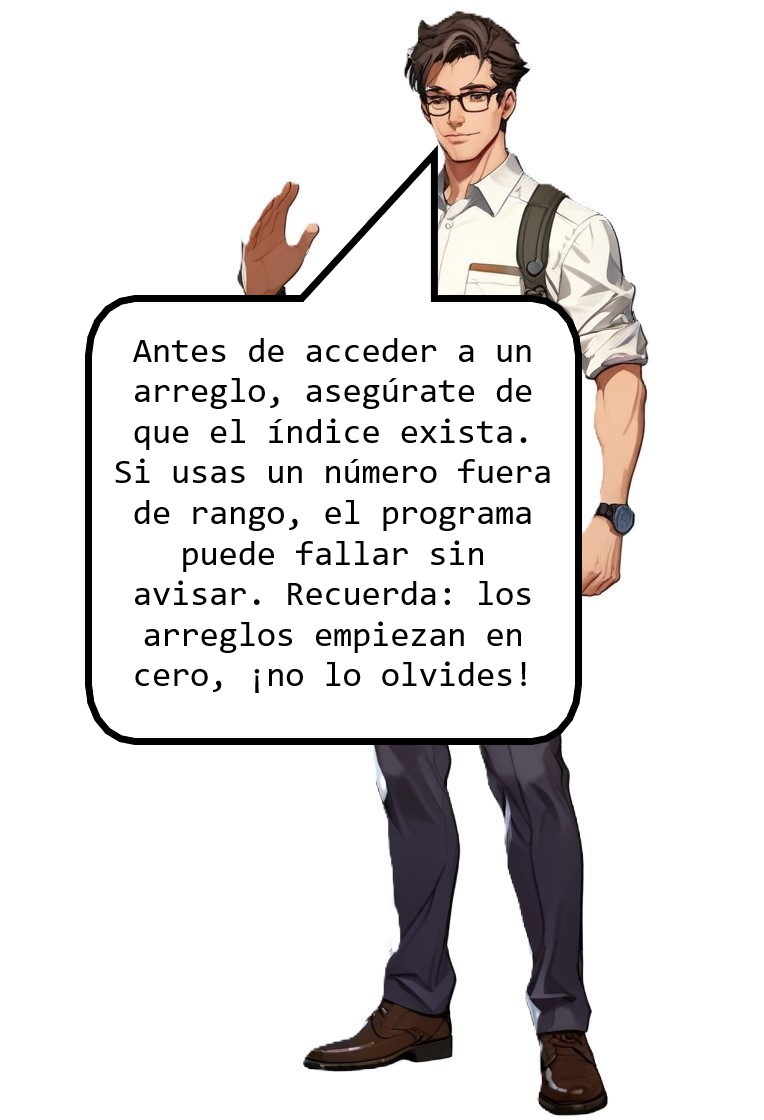 Antes de acceder a un
arreglo, asegúrate de
que el índice exista.
Si usas un número fuera
de rango, el programa
puede fallar sin
avisar. Recuerda: los
arreglos empiezan en
cero, ¡no lo olvides!